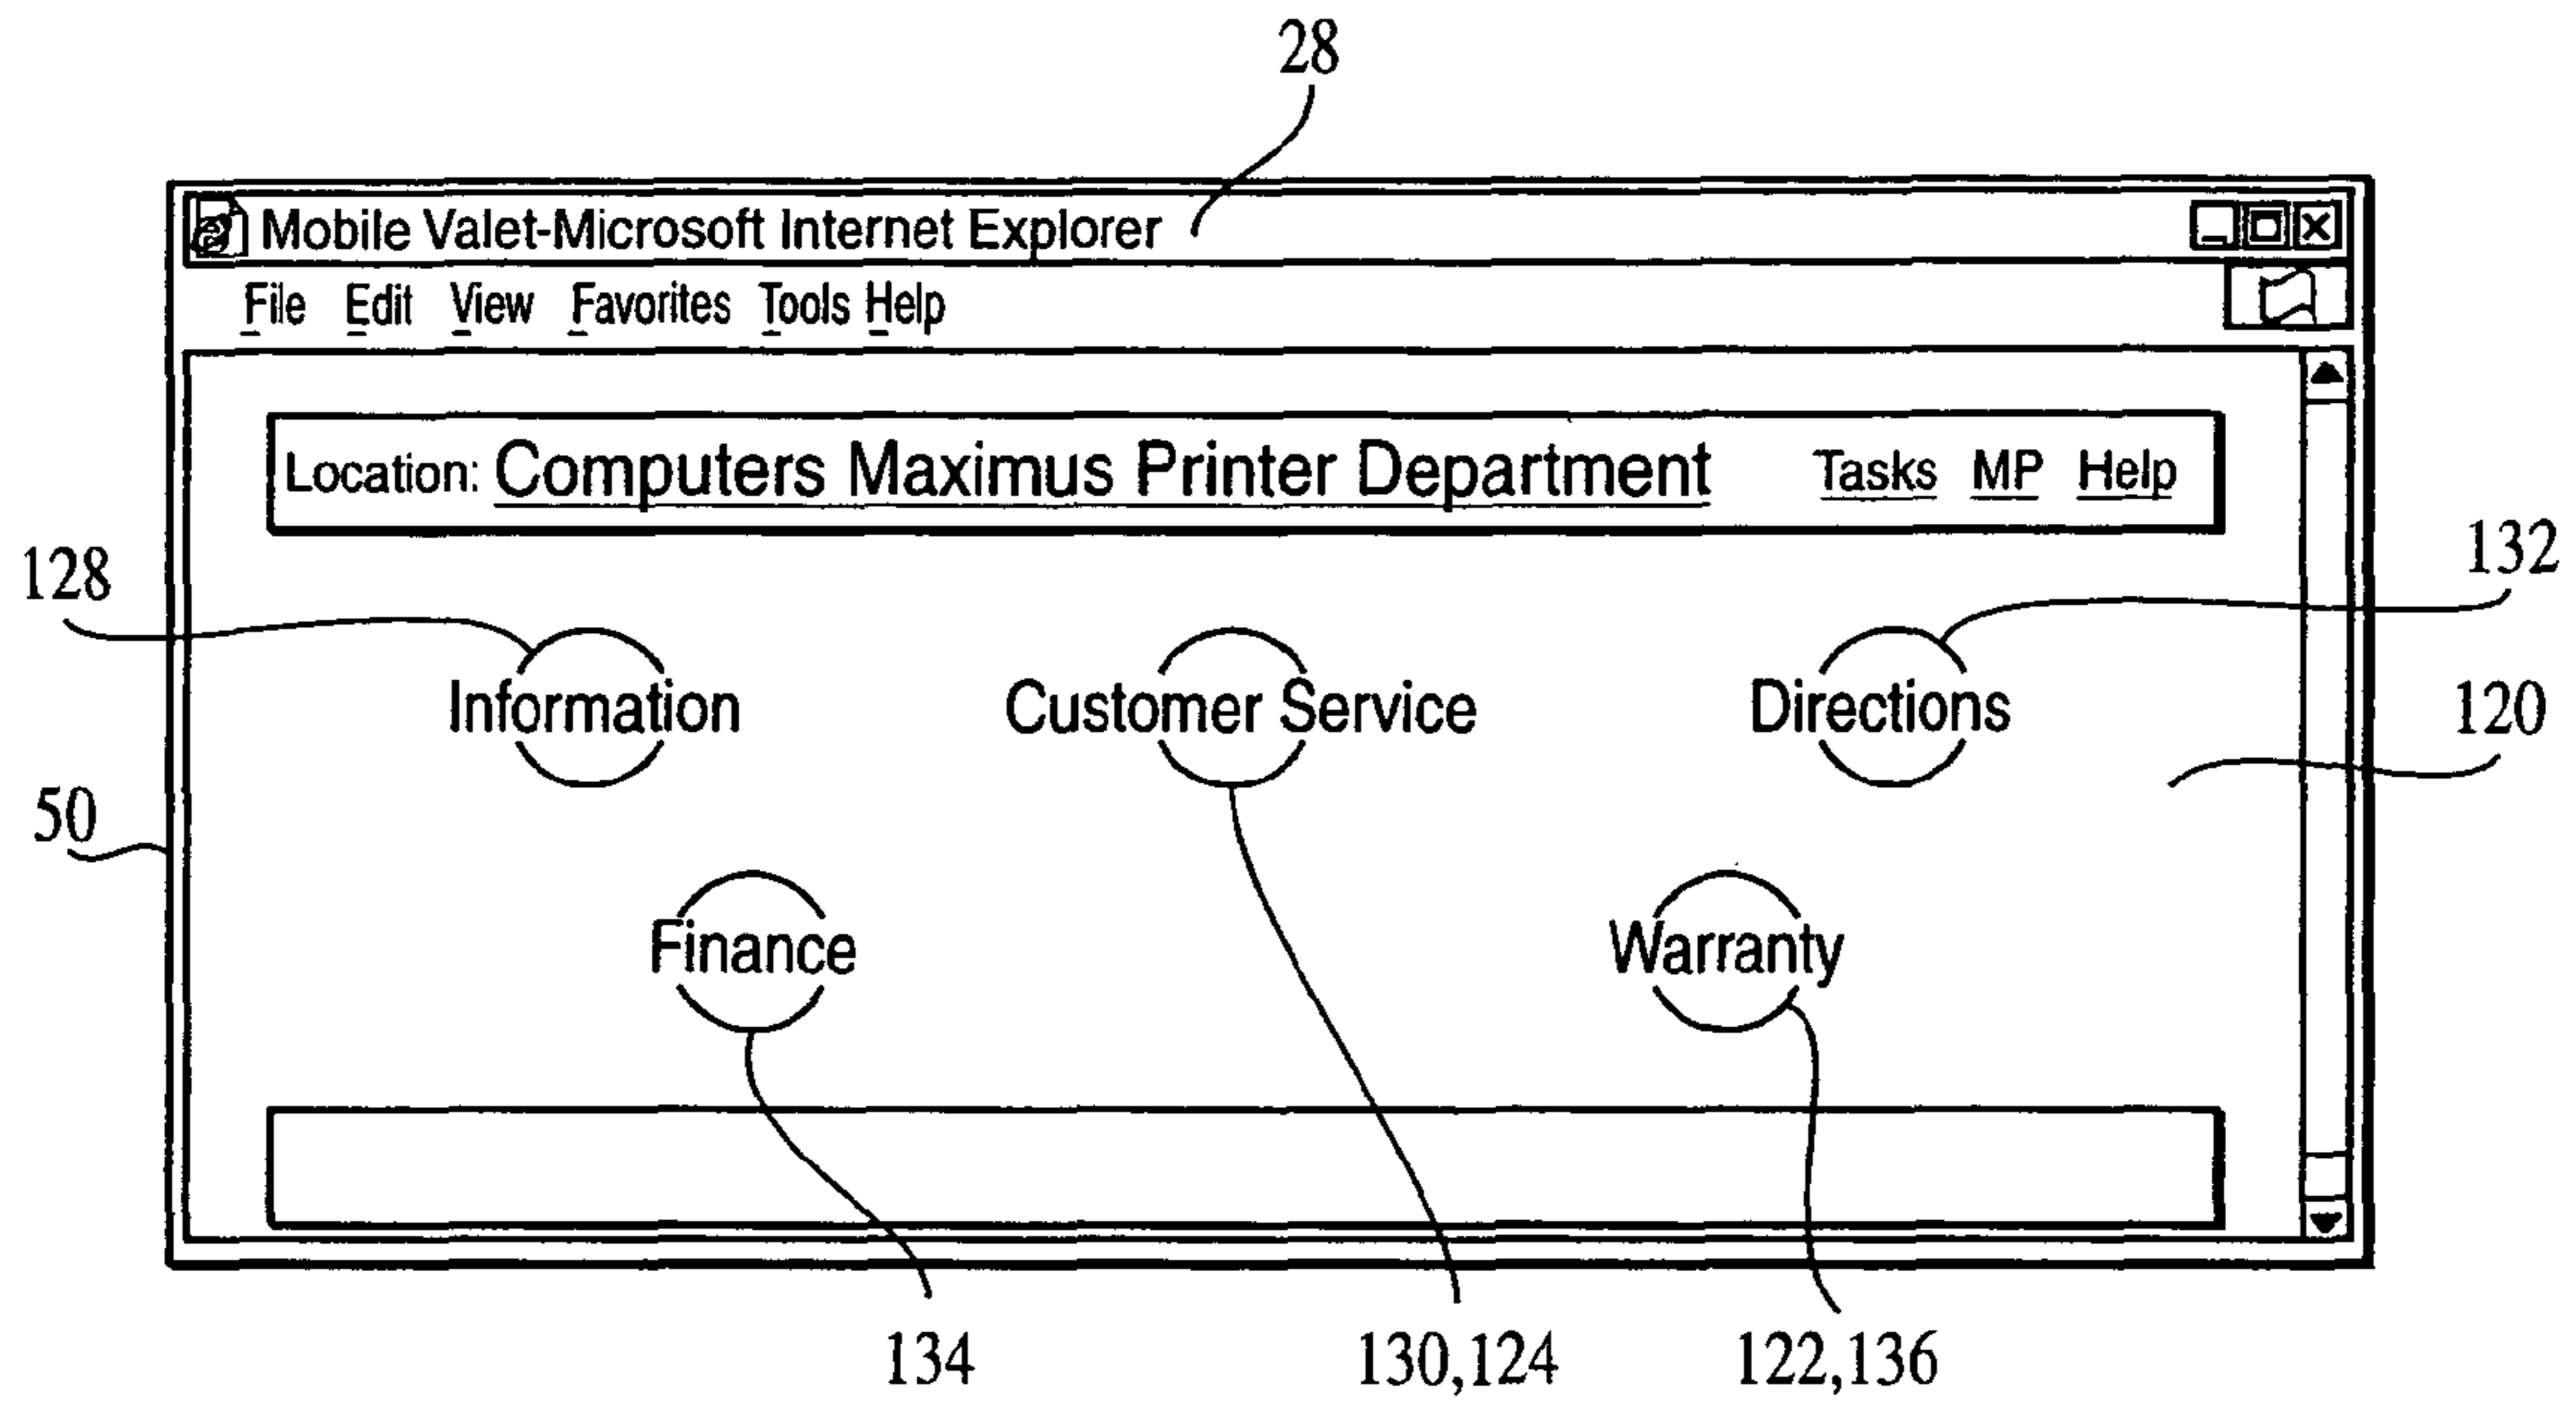 28
Mobile Valet-Microsoft Internet Explorer
File Edit View Favorites Tools Help
Location: Computers Maximus Printer Department Tasks MP Help
128
132
Information Customer Service Directions
120
50
Finance Warranty
134 130,124 122,136